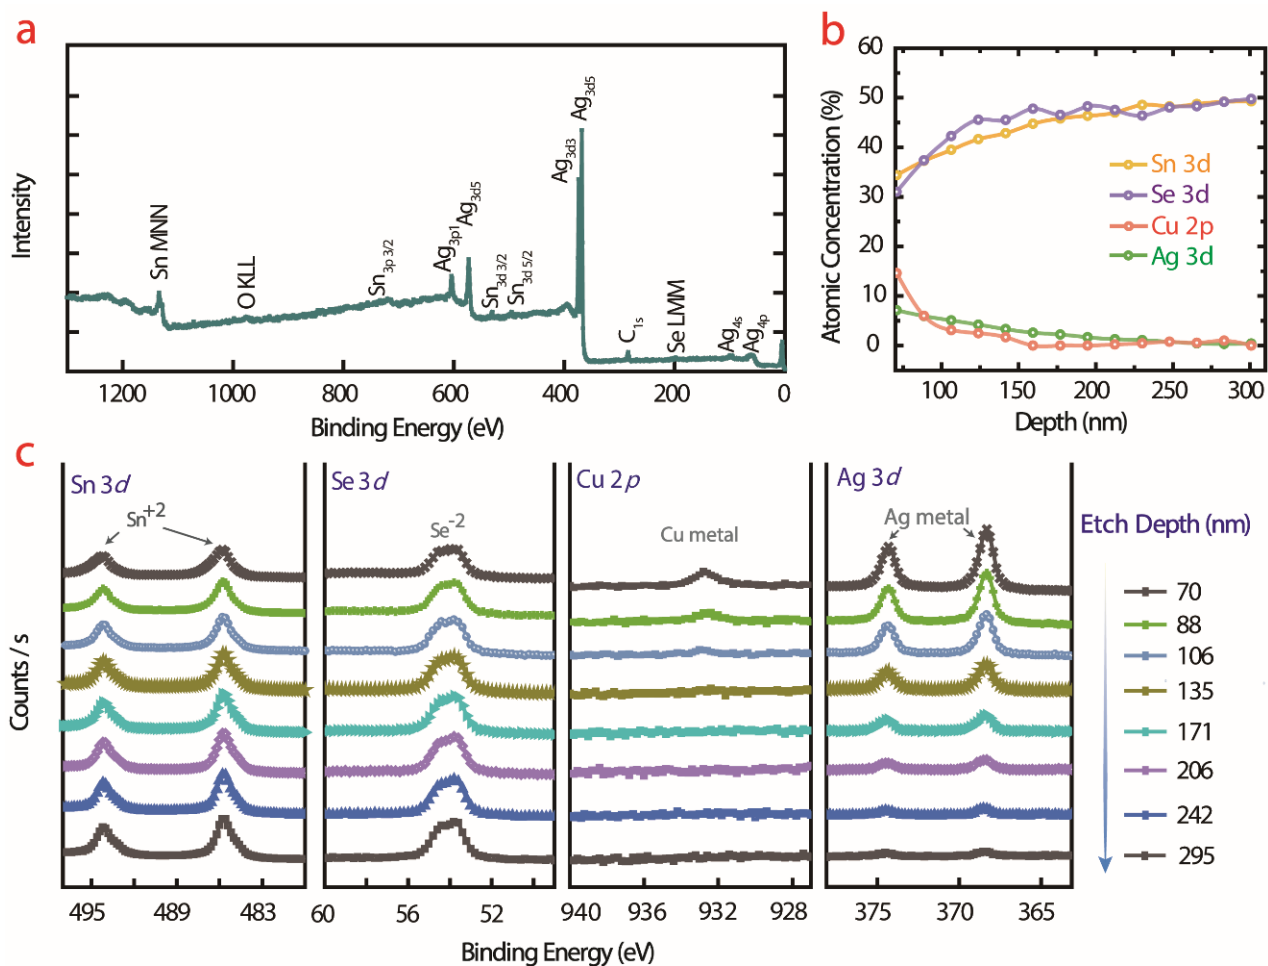 a
Intensity
Sn MNN
O KLL
Sn3p 3/2
Ag3p1
Ag3d5
Sn3d 3/2
Sn3d 5/2
Ag3d3
Ag3d5
C1s
Se LMM
Ag4s
Ag4p
1200 1000 800 600 400 200 0
Binding Energy (eV)
b
Atomic Concentration (%)
60
50
40
30
20
10
0
Sn 3d
Se 3d
Cu 2p
Ag 3d
100 150 200 250 300
Depth (nm)
c
Counts / s
Sn 3d
Sn+2
495 489 483
Se 3d
Se-2
60 56 52
Cu 2p
Cu metal
940 936 932 928
Ag 3d
Ag metal
375 370 365
Binding Energy (eV)
Etch Depth (nm)
70
88
106
135
171
206
242
295